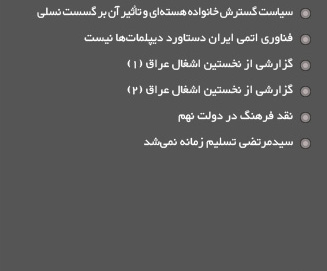 سیاست گسترش خانواده هسته‌ای و تأثیر آن بر گسست نسلی
فناوری اتمی ایران دستاورد دیپلمات‌ها نیست
گزارشی از نخستین اشغال عراق (۱)
گزارشی از نخستین اشغال عراق (۲)
نقد فرهنگ در دولت نهم
سیدمرتضی تسلیم زمانه نمی‌شد